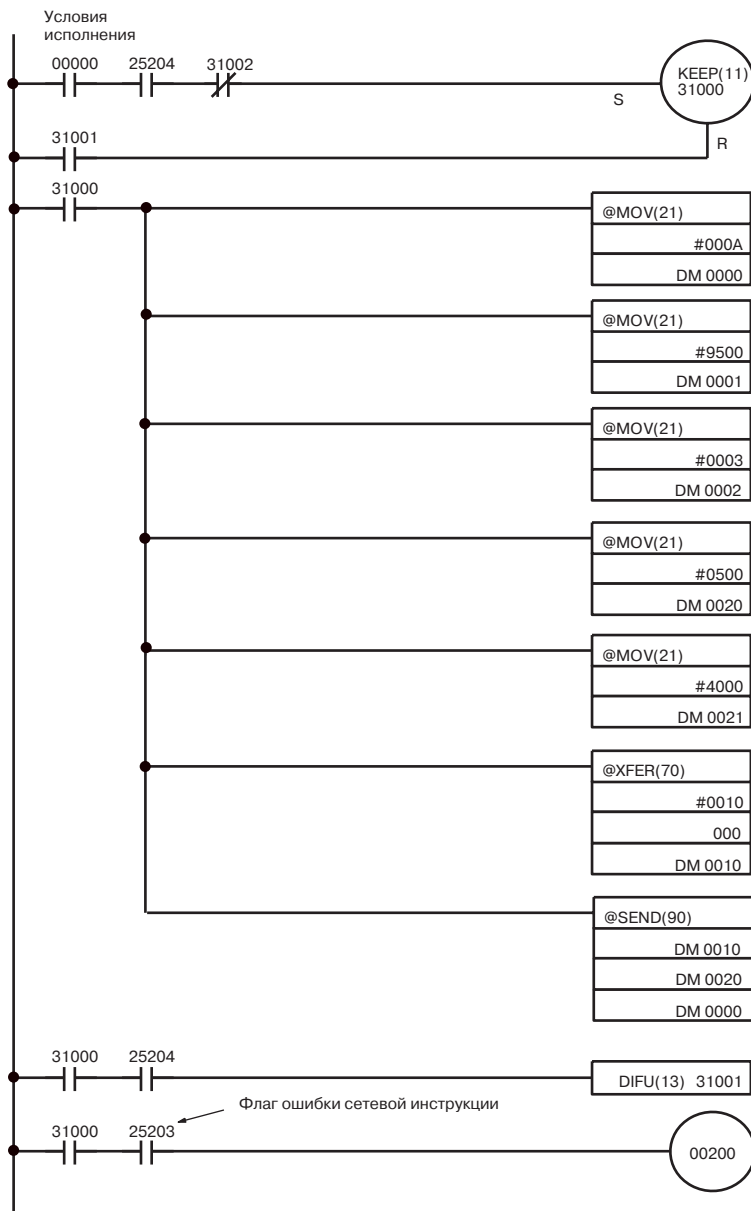 Условия
исполнения
00000 25204 31002
KEEP(11)
31000
S
R
31001
31000
@MOV(21)
#000A
DM 0000
@MOV(21)
#9500
DM 0001
@MOV(21)
#0003
DM 0002
@MOV(21)
#0500
DM 0020
@MOV(21)
#4000
DM 0021
@XFER(70)
#0010
000
DM 0010
@SEND(90)
DM 0010
DM 0020
DM 0000
31000 25204
DIFU(13) 31001
Флаг ошибки сетевой инструкции
31000 25203
00200